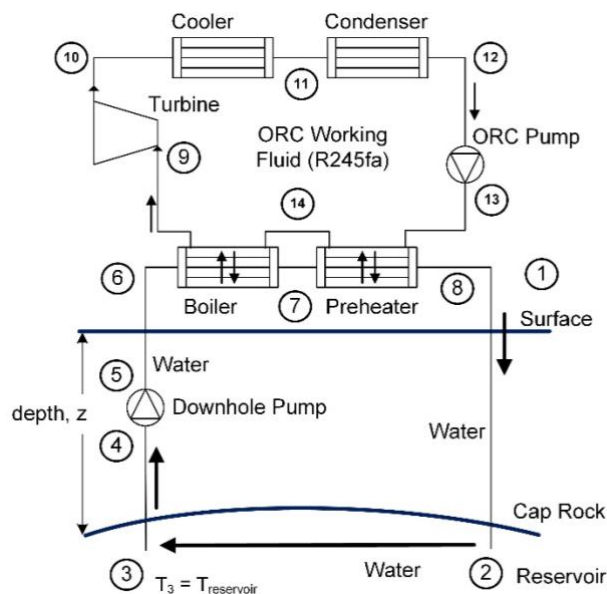 Cooler
Condenser
10
11
12
Turbine
ORC Working
Fluid (R245fa)
ORC Pump
9
13
14
6
Boiler
7
Preheater
8
1
Surface
Water
5
depth, z
Downhole Pump
4
Water
Cap Rock
3
T3 = Treservoir
Water
2
Reservoir